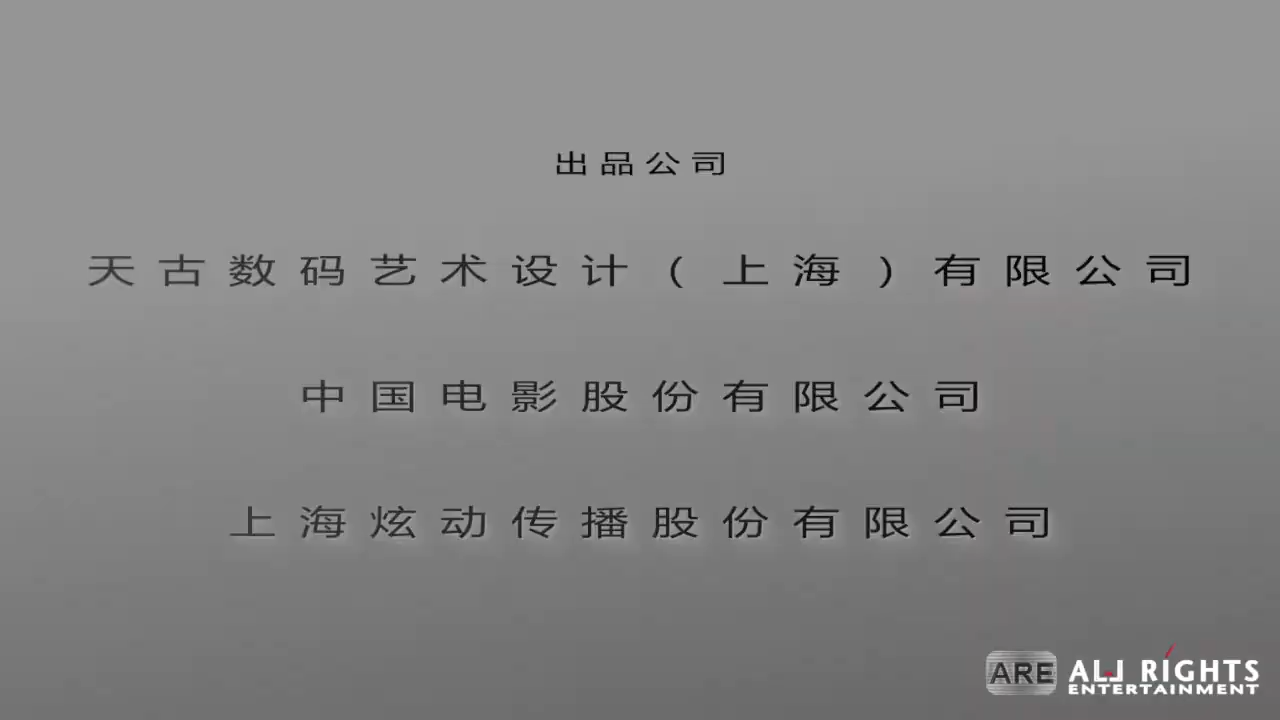 出品公司
天古数码艺术设计(上海)有限公司
中国电影股份有限公司
上海炫动传播股份有限公司
ARE ALL RIGHTS
ENTERTAINMENT